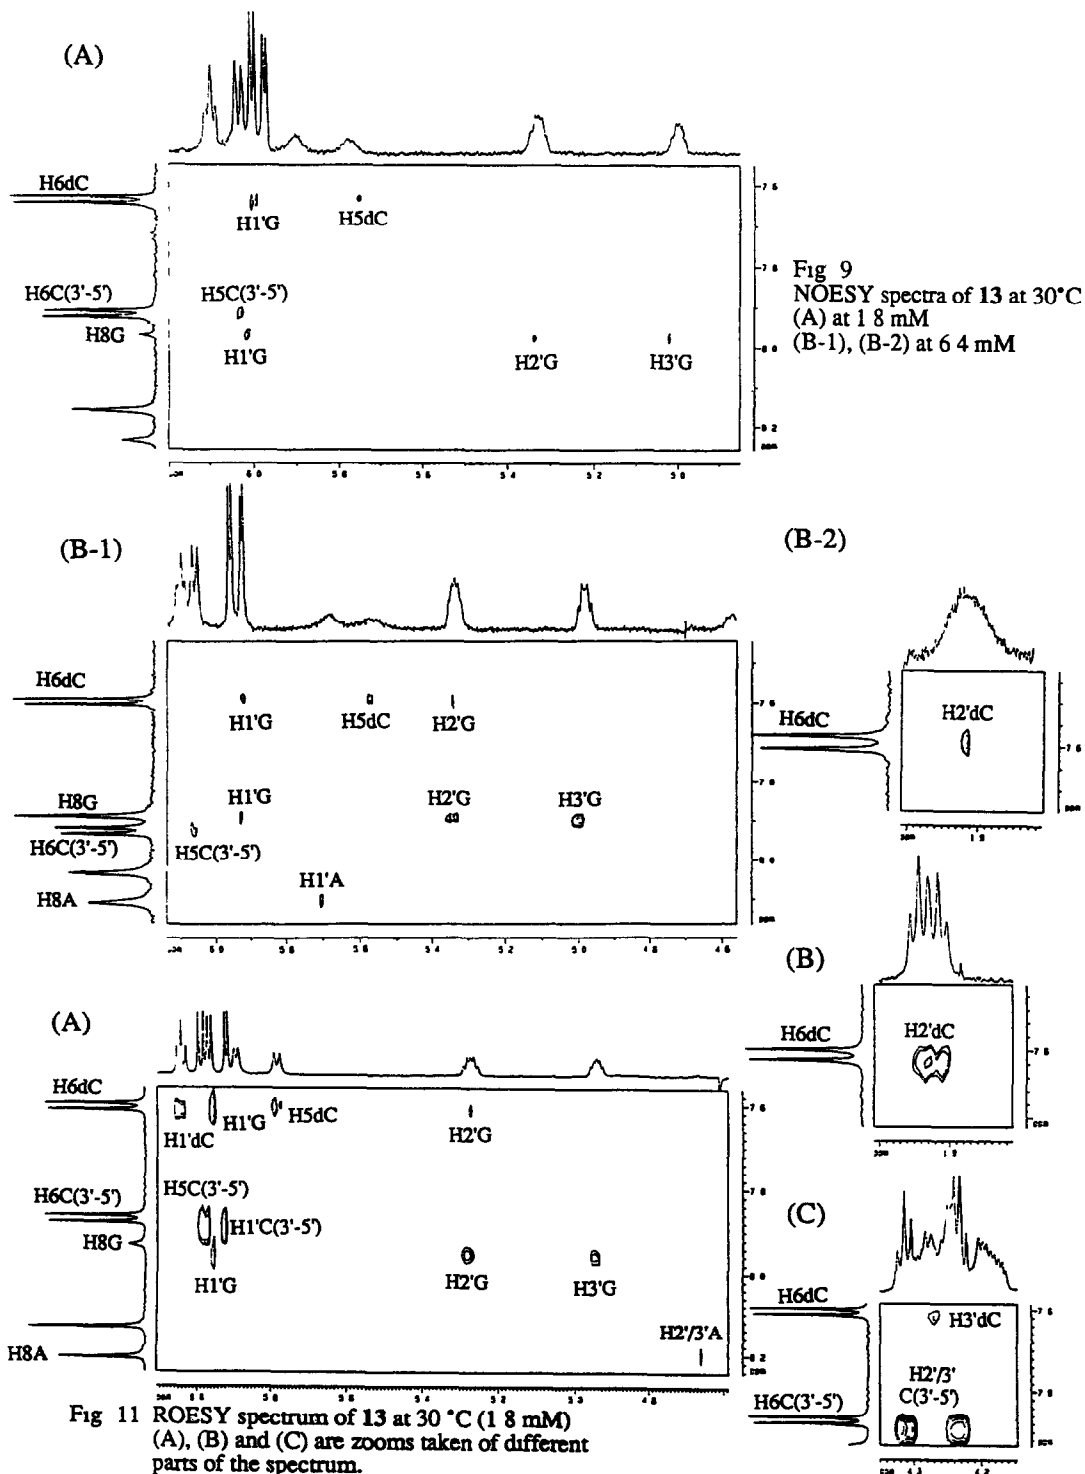 (A)
H6dC
H1'G
H5dC
H6C(3'-5')
H5C(3'-5')
H8G
H1'G
H2'G
H3'G
Fig 9
NOESY spectra of 13 at 30°C
(A) at 1 8 mM
(B-1), (B-2) at 6 4 mM
(B-1)
H6dC
H1'G
H5dC
H2'G
H8G
H1'G
H2'G
H3'G
H6C(3'-5')
H5C(3'-5')
H1'A
H8A
(B-2)
H6dC
H2'dC
(A)
H6dC
H1'dC
H1'G
H5dC
H2'G
H6C(3'-5')
H5C(3'-5')
H1'C(3'-5')
H8G
H1'G
H2'G
H3'G
H2'/3'A
H8A
(B)
H6dC
H2'dC
(C)
H6dC
H3'dC
H2'/3'
C(3'-5')
H6C(3'-5')
Fig 11 ROESY spectrum of 13 at 30 °C (1 8 mM)
(A), (B) and (C) are zooms taken of different
parts of the spectrum.